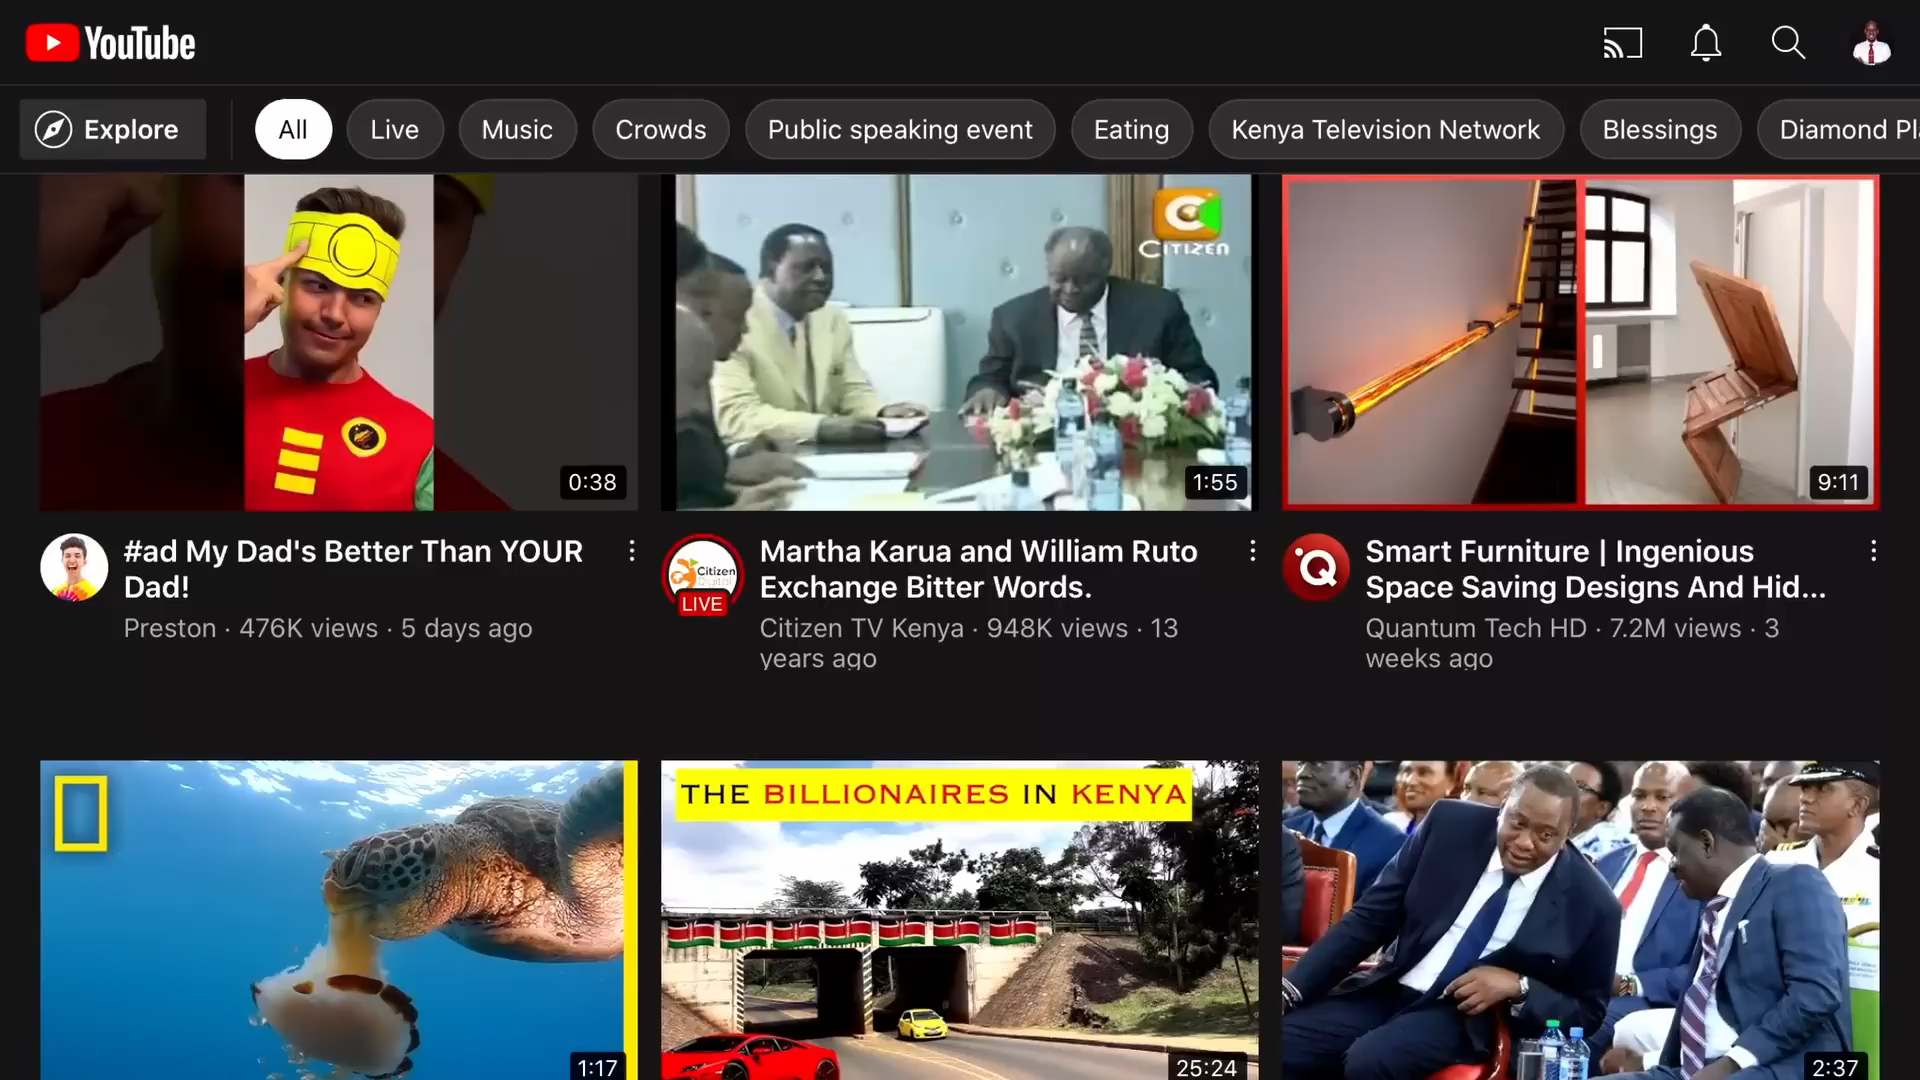 YouTube
Explore
All
Live
Music
Crowds
Public speaking event
Eating
Kenya Television Network
Blessings
Diamond Pl
CITIZEN
0:38
1:55
9:11
#ad My Dad's Better Than YOUR
Dad!
Preston · 476K views · 5 days ago
Citizen
Digital
LIVE
Martha Karua and William Ruto
Exchange Bitter Words.
Citizen TV Kenya · 948K views · 13
years ago
Q
Smart Furniture | Ingenious
Space Saving Designs And Hid...
Quantum Tech HD · 7.2M views · 3
weeks ago
THE BILLIONAIRES IN KENYA
1:17
25:24
2:37